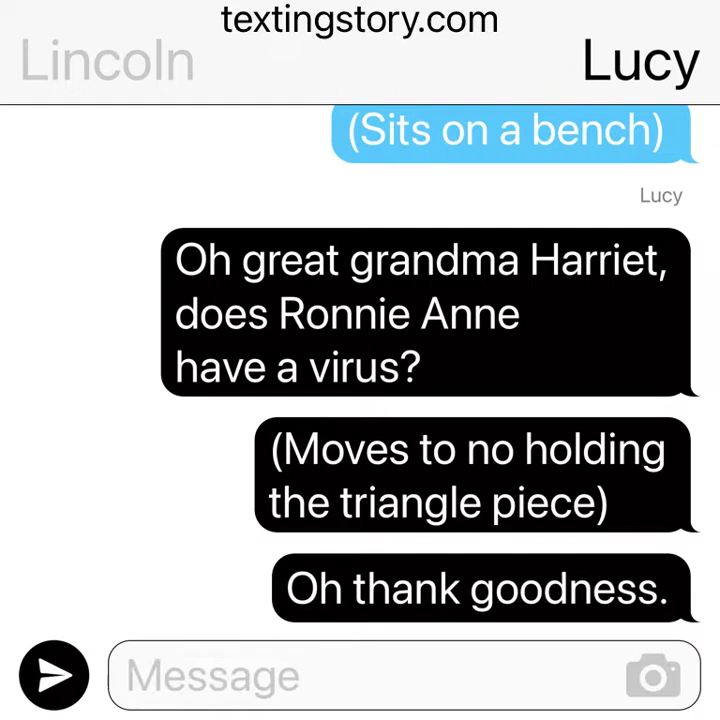 textingstory.com
Lincoln
Lucy
(Sits on a bench)
Lucy
Oh great grandma Harriet,
does Ronnie Anne
have a virus?
(Moves to no holding
the triangle piece)
Oh thank goodness.
Message